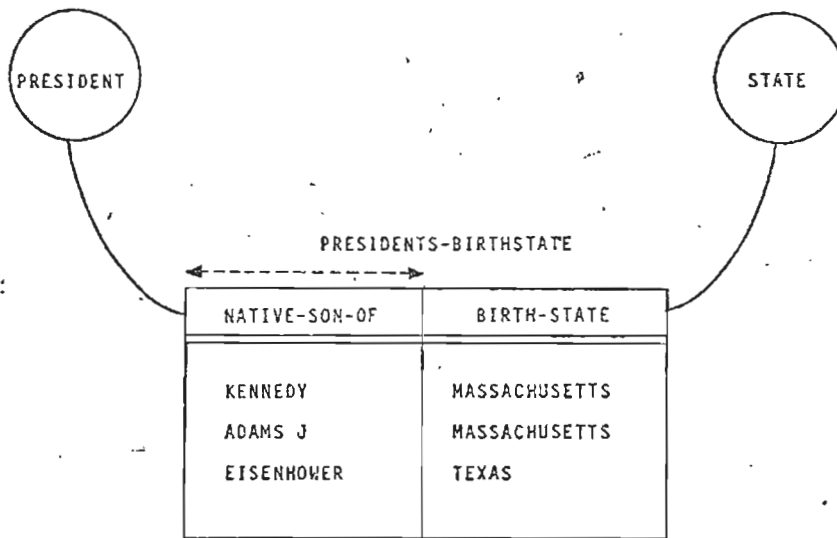 PRESIDENT
STATE
PRESIDENTS-BIRTHSTATE
NATIVE-SON-OF BIRTH-STATE
KENNEDY MASSACHUSETTS
ADAMS J MASSACHUSETTS
EISENHOWER TEXAS